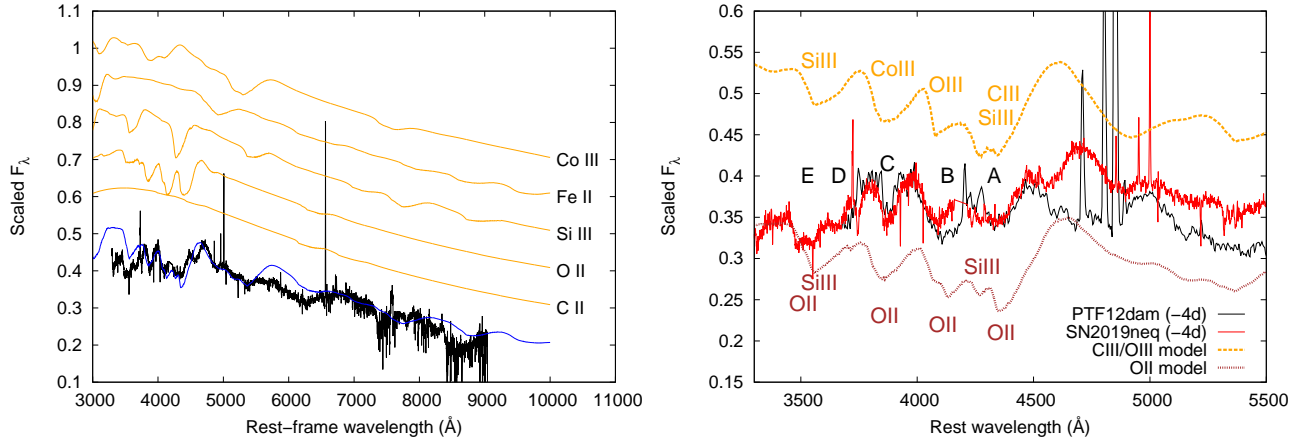 Scaled Fλ
1.1
1
0.9
0.8
0.7
0.6
0.5
0.4
0.3
0.2
0.1
Co III
Fe II
Si III
O II
C II
3000 4000 5000 6000 7000 8000 9000 10000 11000
Rest−frame wavelength (Å)
Scaled Fλ
0.6
0.55
0.5
0.45
0.4
0.35
0.3
0.25
0.2
0.15
SiIII
CoIII
OIII
CIII
SiIII
E D C B A
SiIII
OII
OII
SiIII
OII
OII
PTF12dam (−4d)
SN2019neq (−4d)
CIII/OIII model
OII model
3500 4000 4500 5000 5500
Rest wavelength (Å)